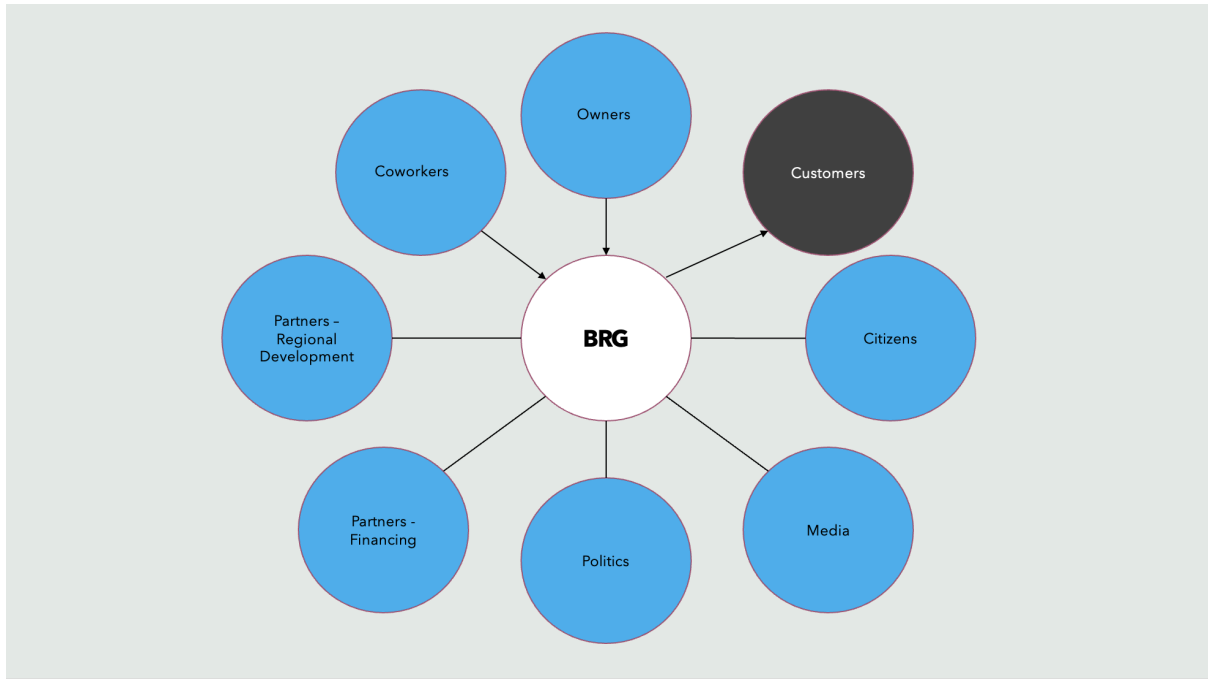 Owners
Coworkers
Customers
Partners –
Regional
Development
BRG
Citizens
Partners -
Financing
Politics
Media